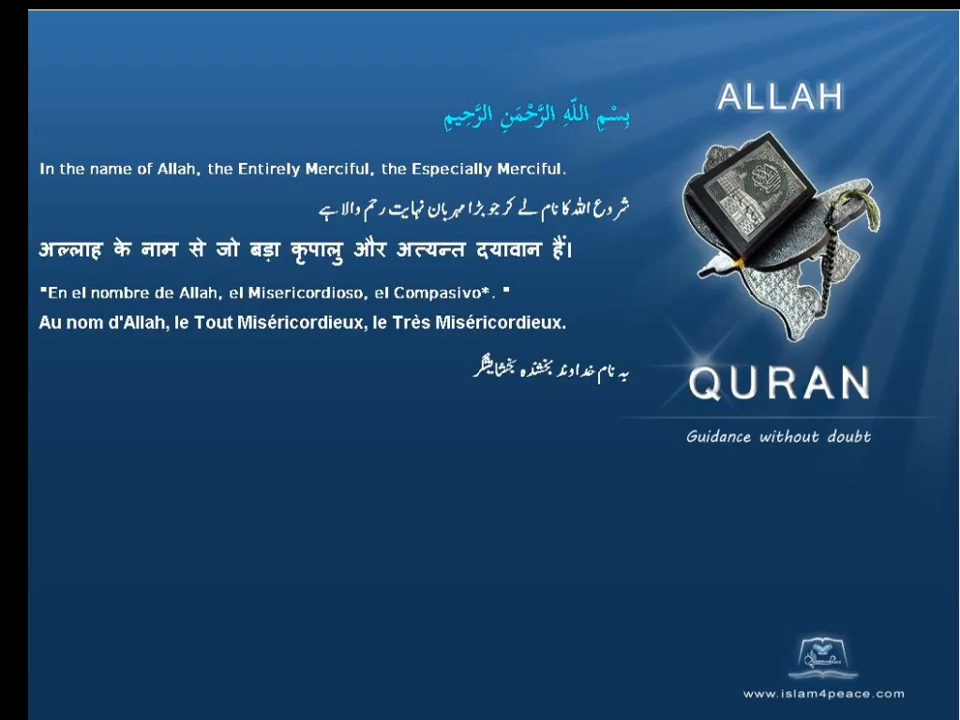 بِسْمِ اللَّهِ الرَّحْمَنِ الرَّحِيمِ
In the name of Allah, the Entirely Merciful, the Especially Merciful.
شروع الله کا نام لے کر جو بڑا مہربان نہایت رحم والا ہے
अल्लाह के नाम से जो बड़ा कृपालु और अत्यन्त दयावान हैं।
"En el nombre de Allah, el Misericordioso, el Compasivo*. "
Au nom d'Allah, le Tout Miséricordieux, le Très Miséricordieux.
به نام خداوند بخشنده بخشایشگر
ALLAH
QURAN
Guidance without doubt
www.islam4peace.com